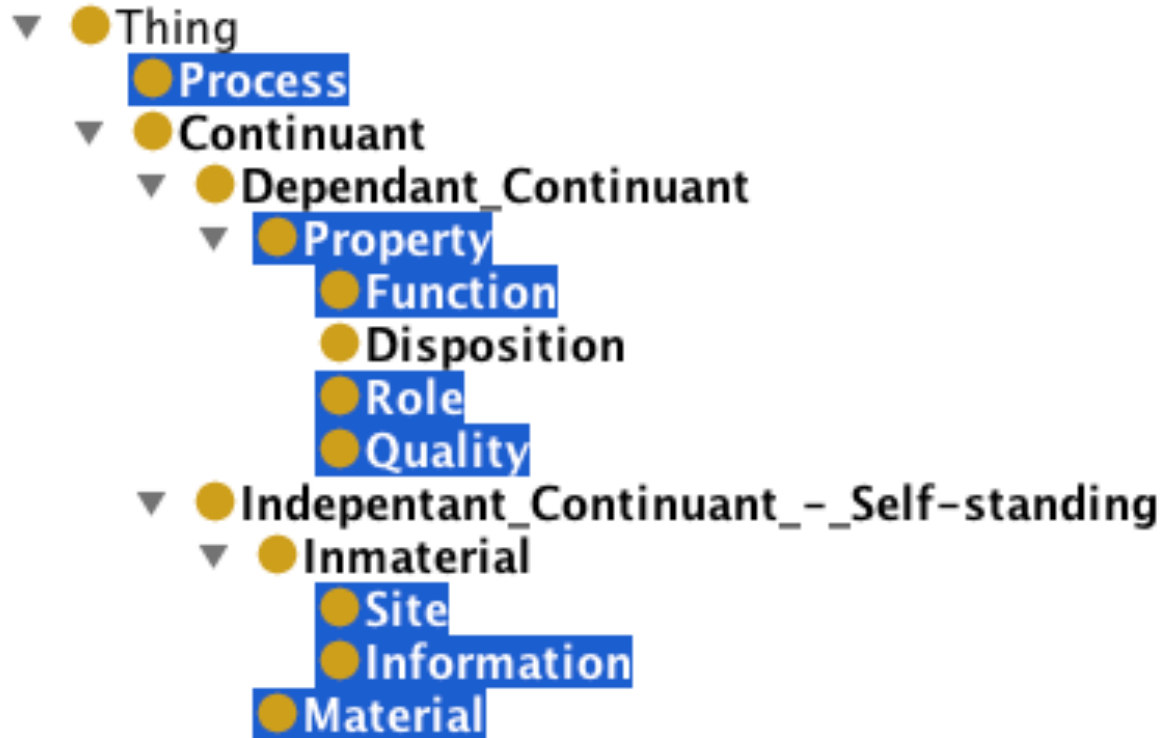 Thing
Process
Continuant
Dependant_Continuant
Property
Function
Disposition
Role
Quality
Indepentant_Continuant_-_Self-standing
Inmaterial
Site
Information
Material